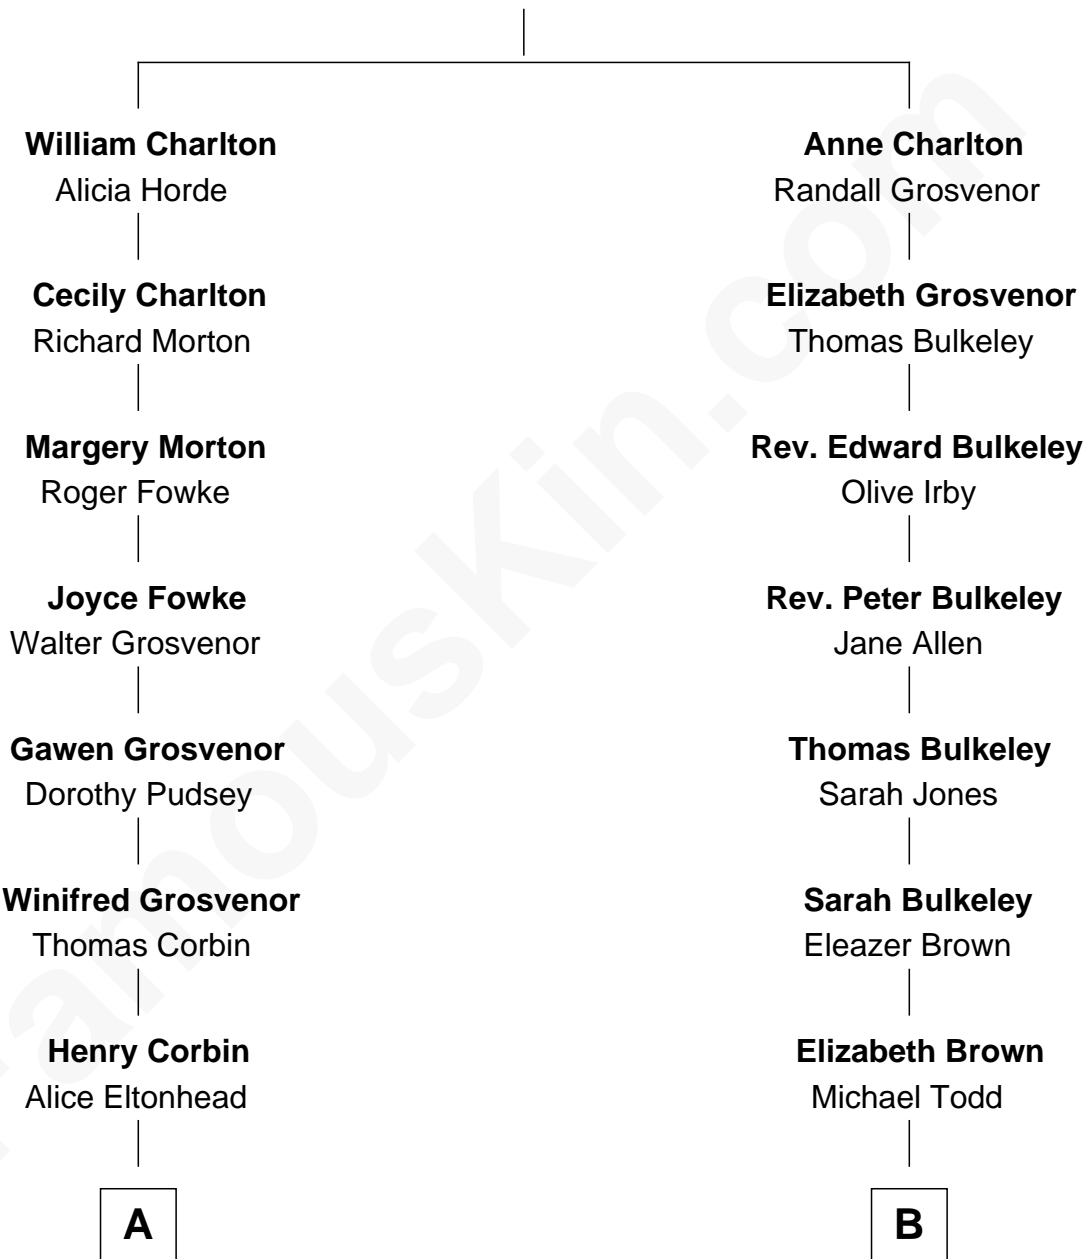 William Charlton
Alicia Horde
Cecily Charlton
Richard Morton
Margery Morton
Roger Fowke
Joyce Fowke
Walter Grosvenor
Gawen Grosvenor
Dorothy Pudsey
Winifred Grosvenor
Thomas Corbin
Henry Corbin
Alice Eltonhead
A
Anne Charlton
Randall Grosvenor
Elizabeth Grosvenor
Thomas Bulkeley
Rev. Edward Bulkeley
Olive Irby
Rev. Peter Bulkeley
Jane Allen
Thomas Bulkeley
Sarah Jones
Sarah Bulkeley
Eleazer Brown
Elizabeth Brown
Michael Todd
B
FamousKin.com